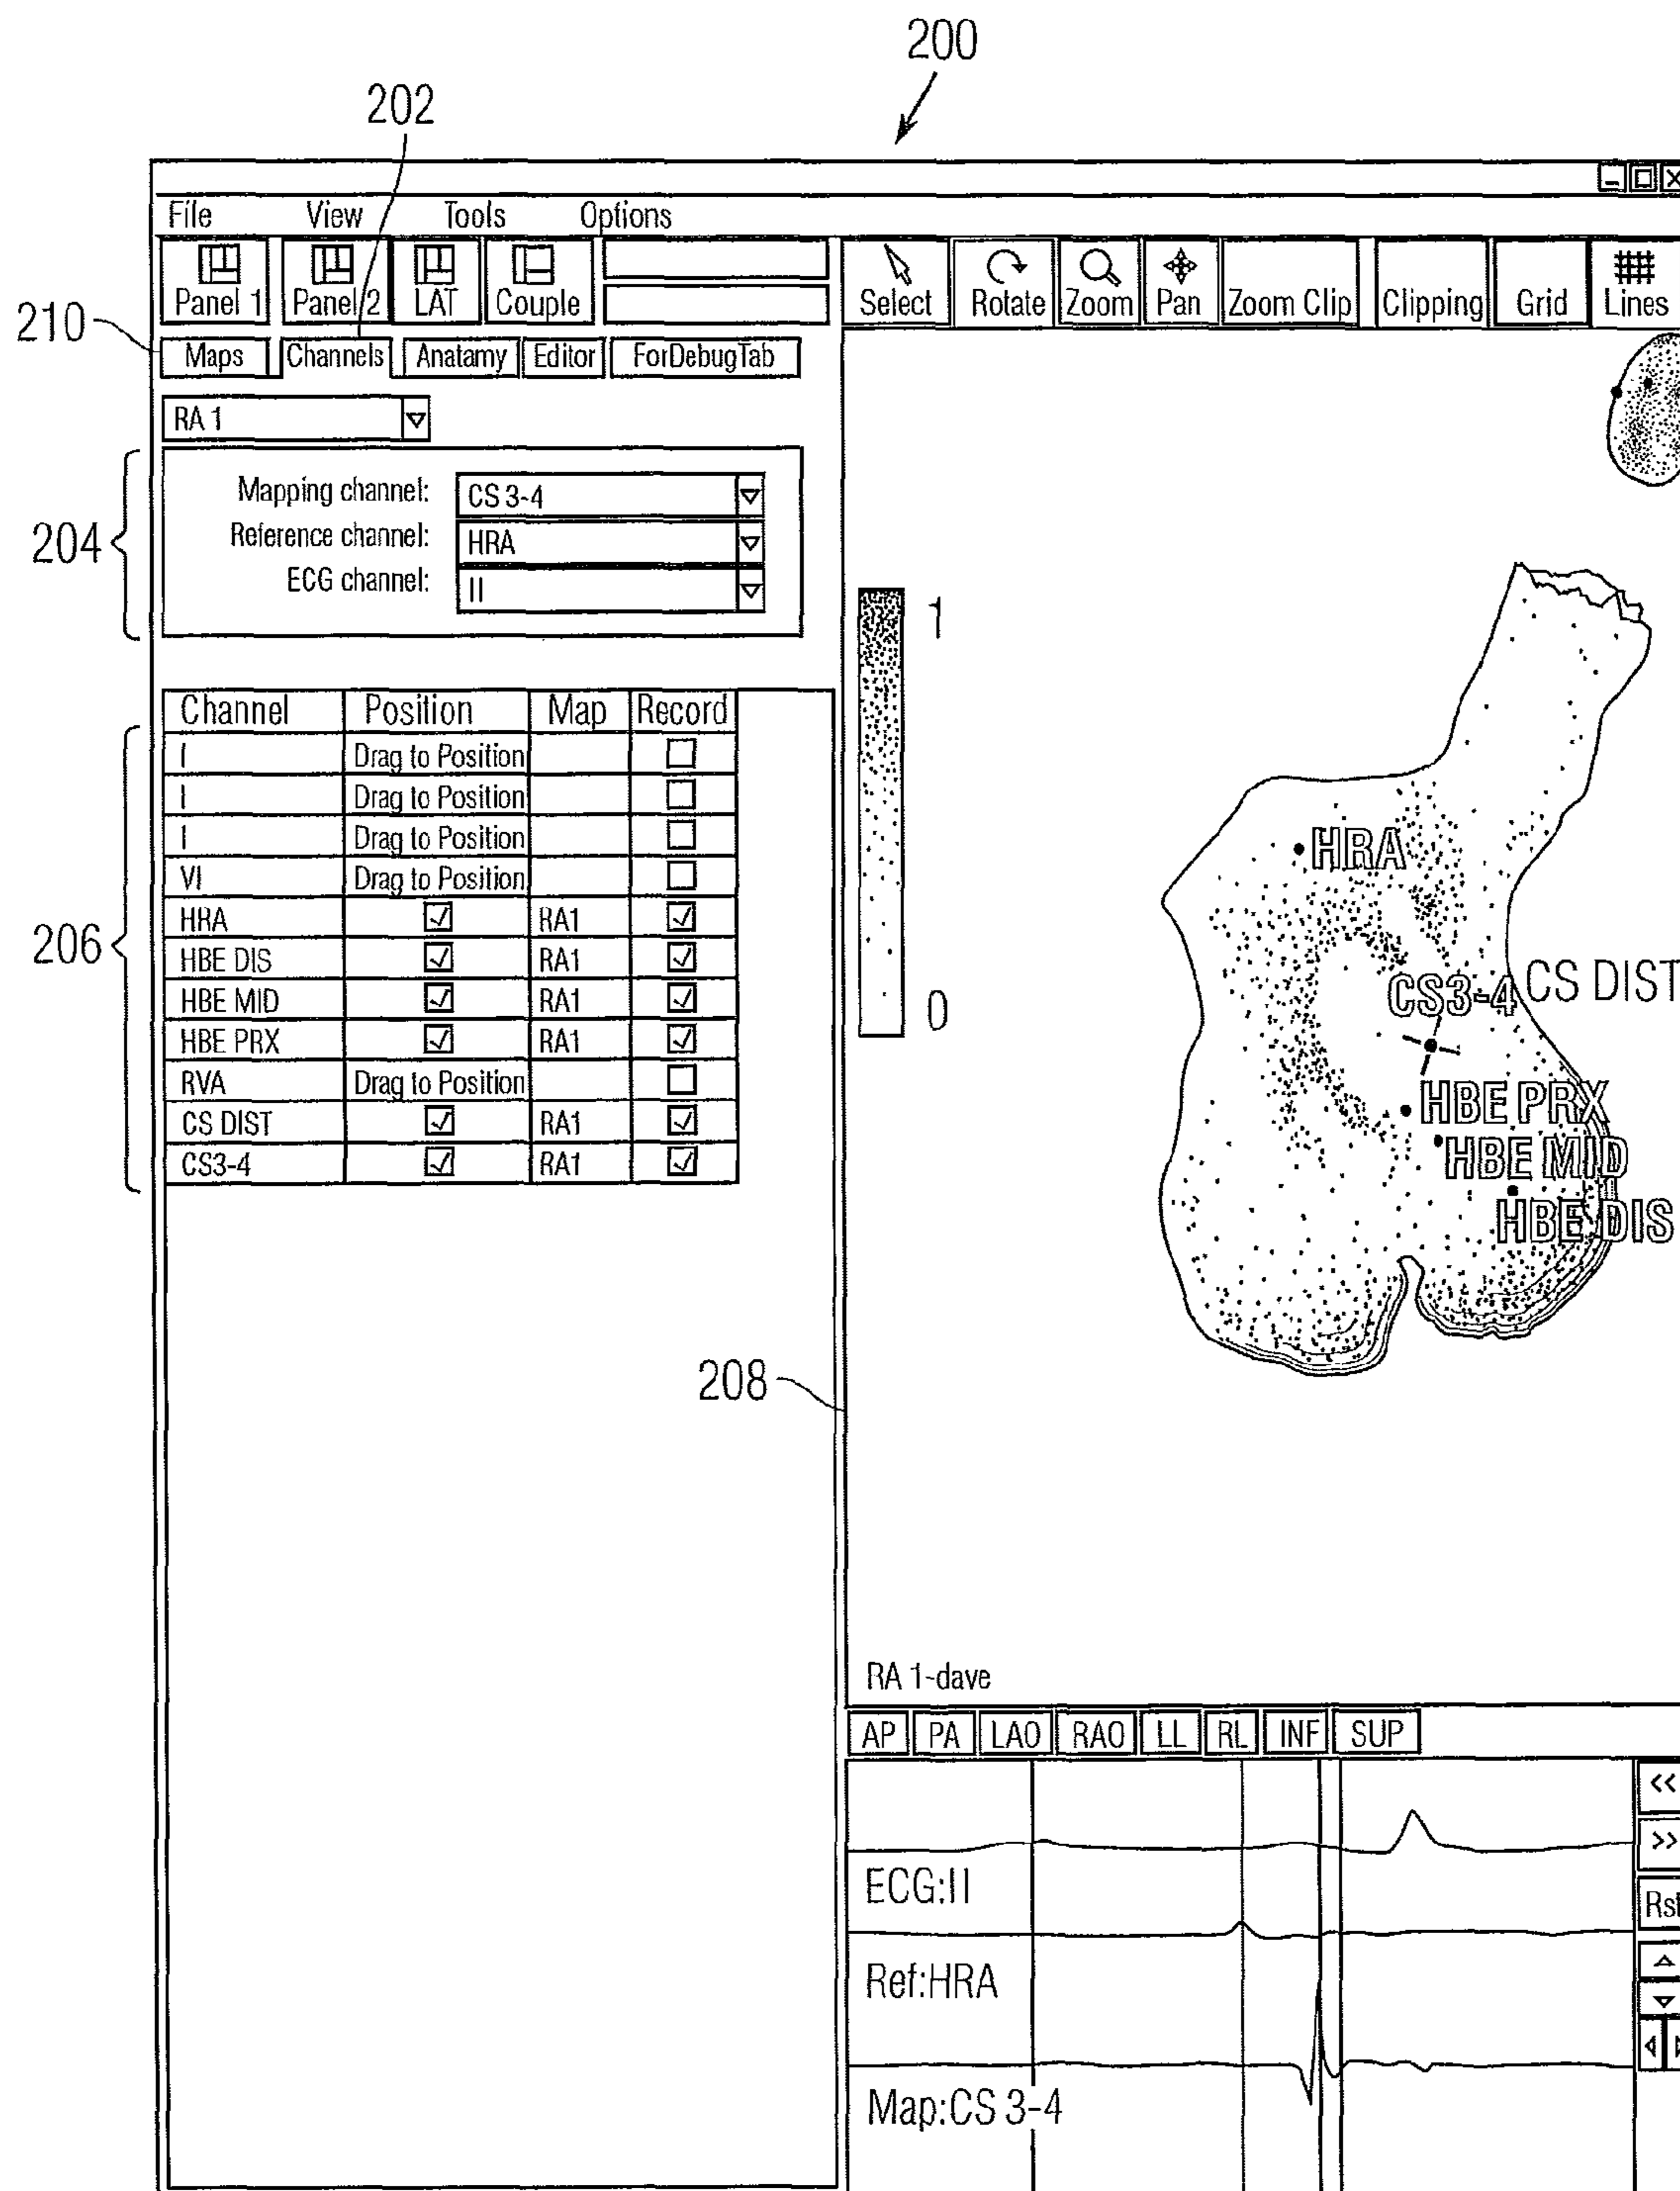 200
202
File View Tools Options
Panel 1 Panel 2 LAT Couple Select Rotate Zoom Pan Zoom Clip Clipping Grid Lines
210
Maps Channels Anatamy Editor ForDebugTab
RA 1
204
Mapping channel: CS 3-4
Reference channel: HRA
ECG channel: II
1
0
206
Channel Position Map Record
I Drag to Position
I Drag to Position
I Drag to Position
VI Drag to Position
HRA RA1
HBE DIS RA1
HBE MID RA1
HBE PRX RA1
RVA Drag to Position
CS DIST RA1
CS3-4 RA1
HRA
CS3-4 CS DIST
HBE PRX
HBE MID
HBE DIS
208
RA 1-dave
AP PA LAO RAO LL RL INF SUP
<<
>>
ECG:II
Rst
Ref:HRA
Map:CS 3-4